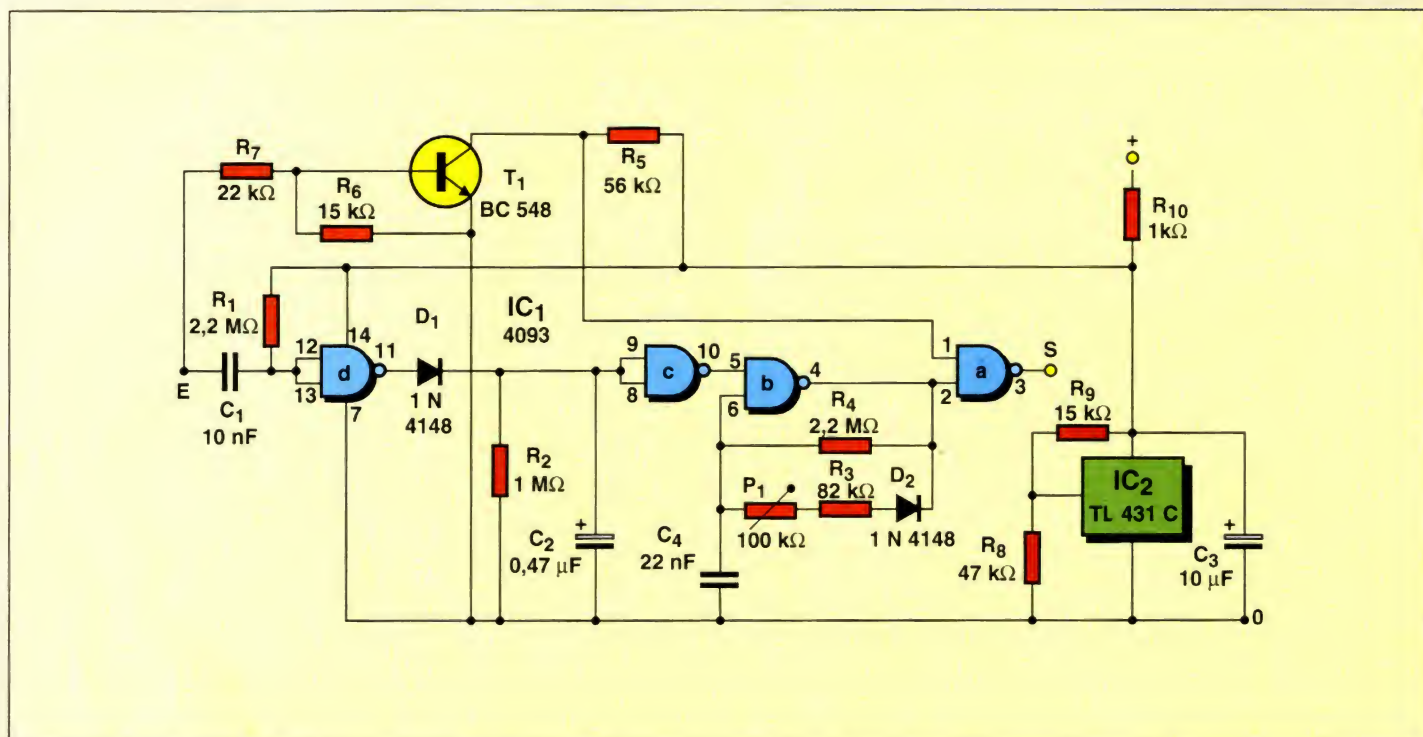 R7
22 kΩ
R6
15 kΩ
T1
BC 548
R5
56 kΩ
+
R10
1kΩ
R1
2,2 MΩ
D1
1 N
4148
IC1
4093
14
12
13
d
11
7
E
C1
10 nF
9
8
c
10
5
6
b
4
1
2
a
3
S
R4
2,2 MΩ
R3
82 kΩ
D2
1 N 4148
P1
100 kΩ
R2
1 MΩ
C2
+
0,47 µF
C4
22 nF
R9
15 kΩ
IC2
TL 431 C
R8
47 kΩ
+
C3
10 µF
0